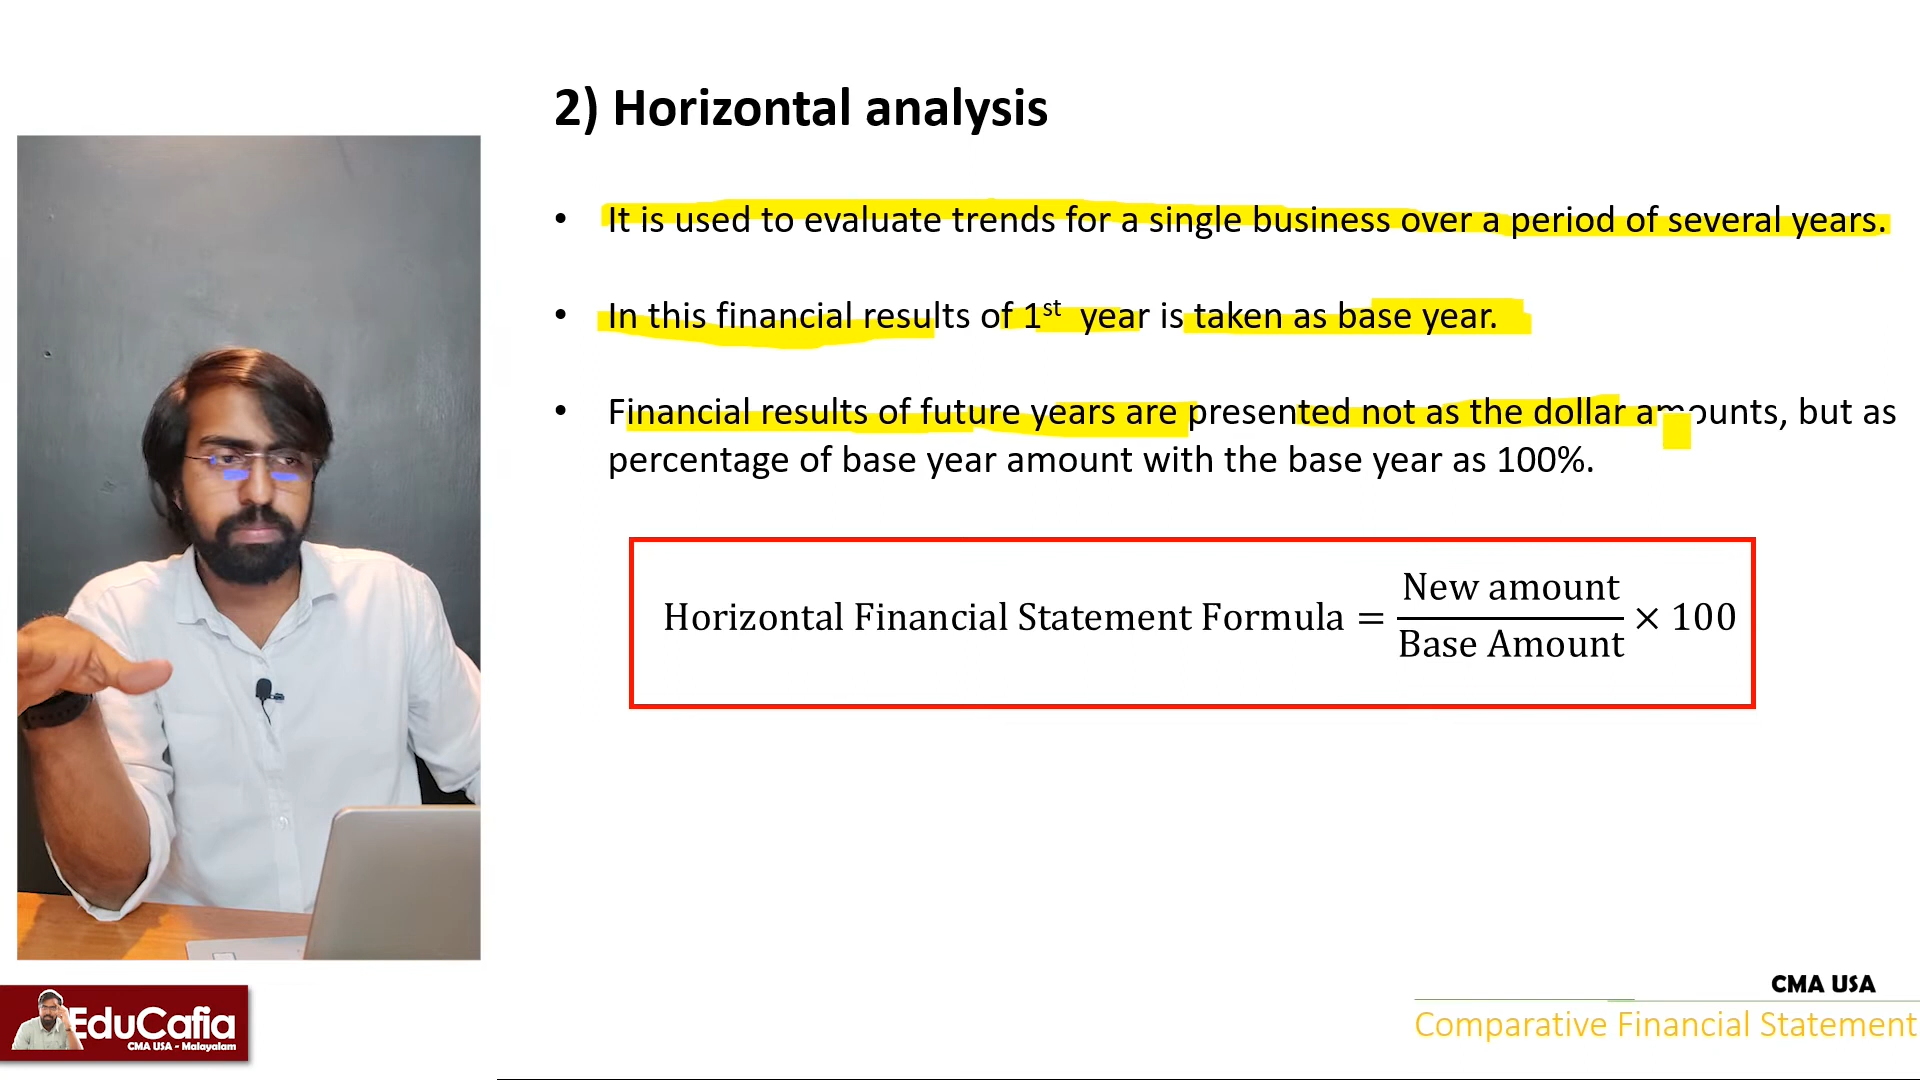 2) Horizontal analysis
• It is used to evaluate trends for a single business over a period of several years.
• In this financial results of 1st year is taken as base year.
• Financial results of future years are presented not as the dollar amounts, but as
percentage of base year amount with the base year as 100%.
Horizontal Financial Statement Formula = New amount / Base Amount × 100
EduCafia
CMA USA - Malayalam
CMA USA
Comparative Financial Statement